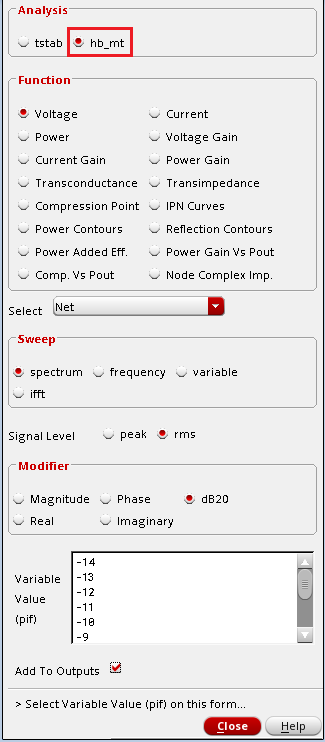 Analysis
tstab hb_mt
Function
Voltage Current
Power Voltage Gain
Current Gain Power Gain
Transconductance Transimpedance
Compression Point IPN Curves
Power Contours Reflection Contours
Power Added Eff. Power Gain Vs Pout
Comp. Vs Pout Node Complex Imp.
Select Net
Sweep
spectrum frequency variable
ifft
Signal Level peak rms
Modifier
Magnitude Phase dB20
Real Imaginary
Variable
Value
(pif)
-14
-13
-12
-11
-10
-9
Add To Outputs
> Select Variable Value (pif) on this form...
Close Help